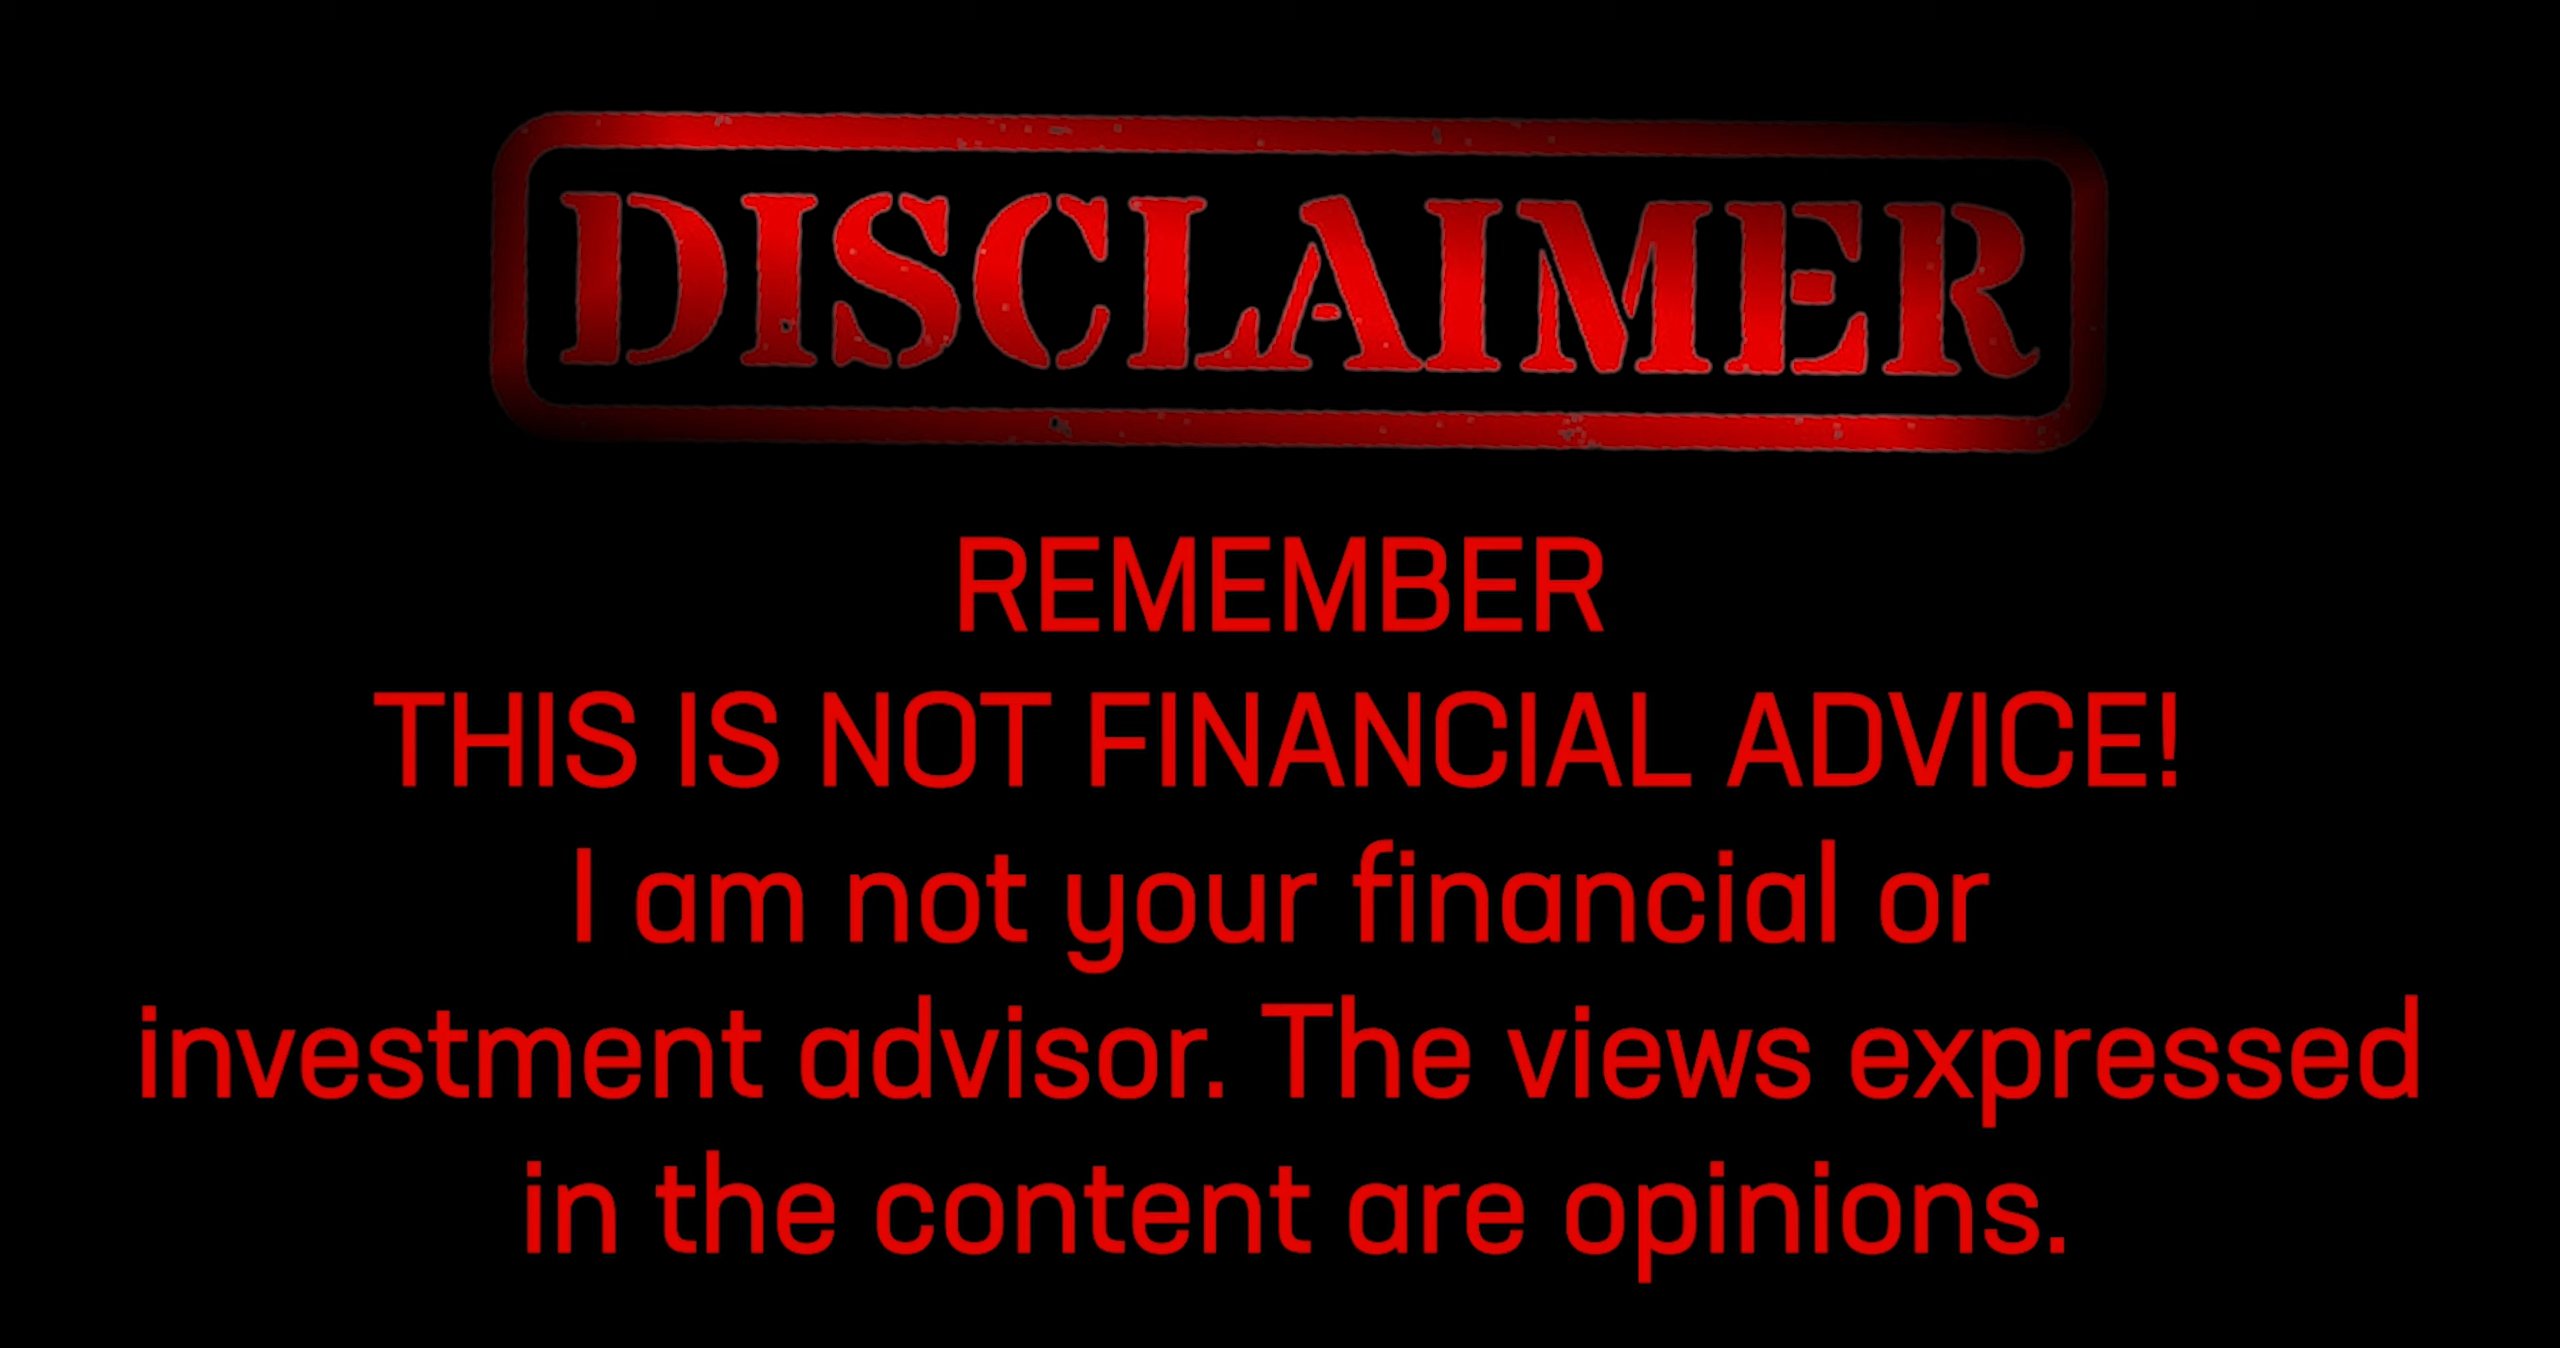 DISCLAIMER
REMEMBER
THIS IS NOT FINANCIAL ADVICE!
I am not your financial or
investment advisor. The views expressed
in the content are opinions.